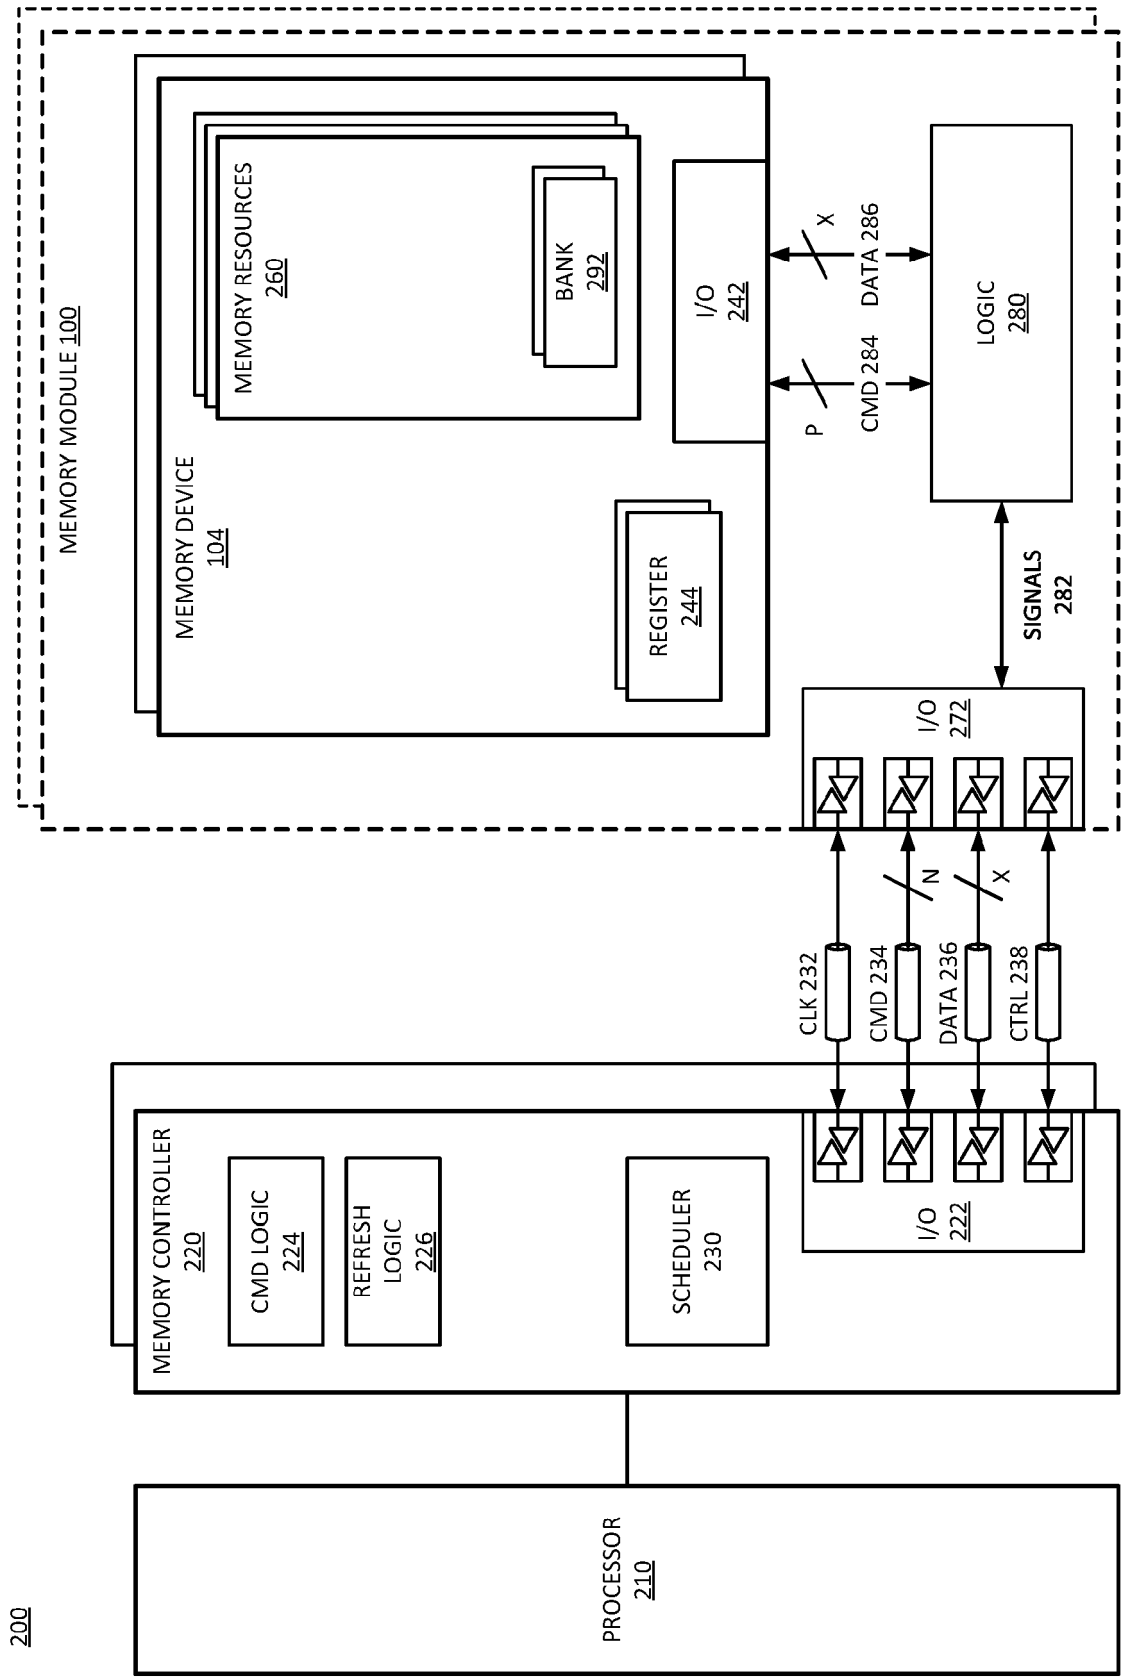 200
PROCESSOR
210
MEMORY CONTROLLER
220
CMD LOGIC
224
REFRESH
LOGIC
226
SCHEDULER
230
I/O
222
CLK 232
CMD 234
N
DATA 236
X
CTRL 238
MEMORY MODULE 100
MEMORY DEVICE
104
MEMORY RESOURCES
260
BANK
292
REGISTER
244
I/O
242
P
X
CMD 284
DATA 286
I/O
272
SIGNALS
282
LOGIC
280